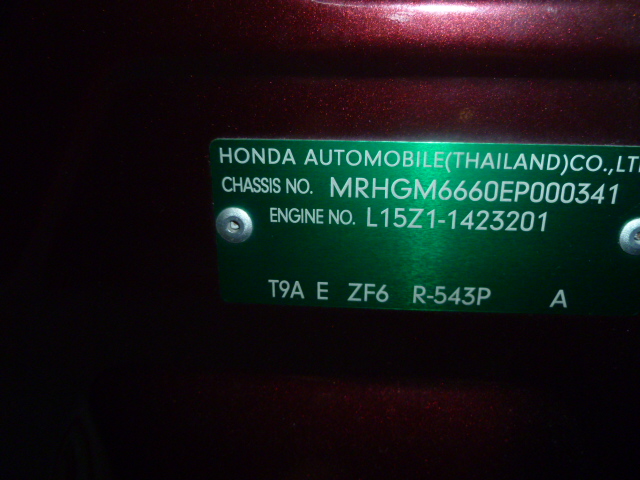 HONDA AUTOMOBILE(THAILAND)CO.,LT
CHASSIS NO. MRHGM6660EP000341
ENGINE NO. L15Z1-1423201
T9A E ZF6 R-543P A